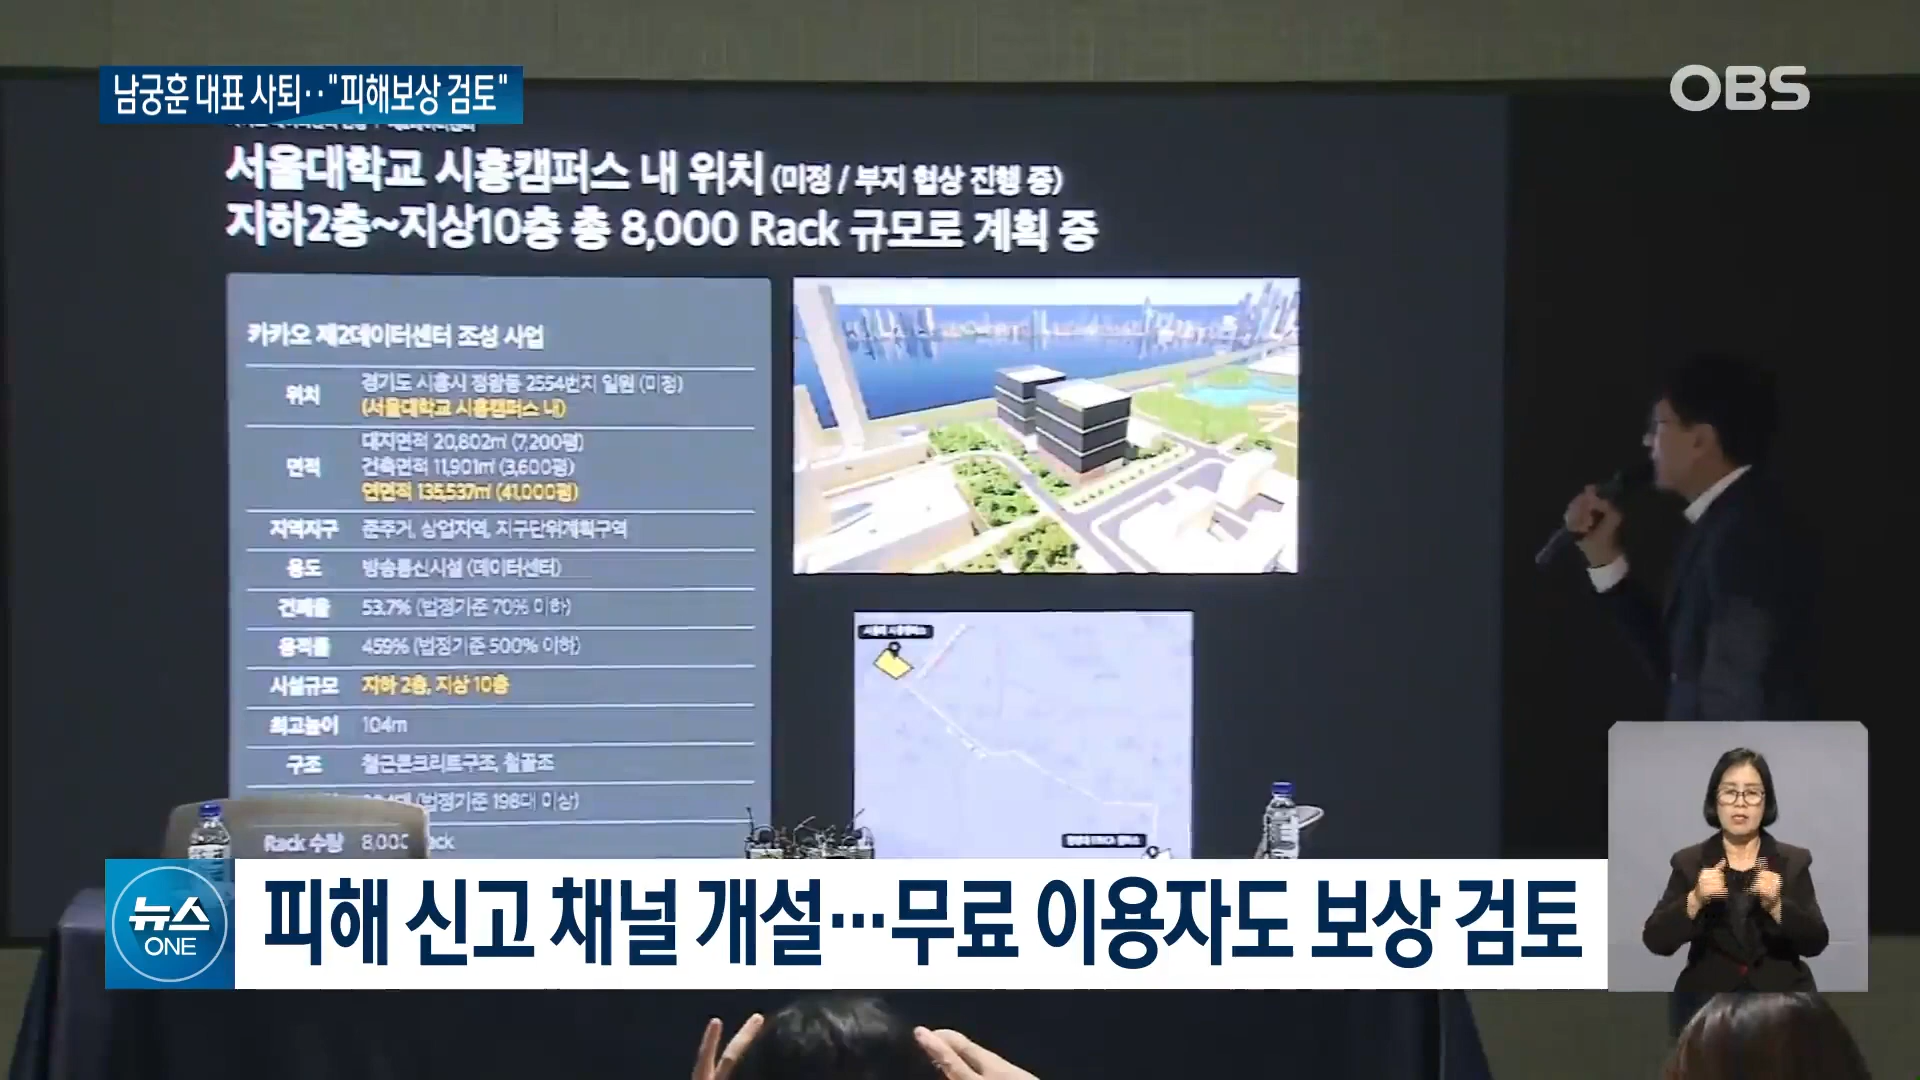 남궁훈 대표 사퇴‥"피해보상 검토"
OBS
서울대학교 시흥캠퍼스 내 위치 (미정 / 부지 협상 진행 중)
지하2층~지상10층 총 8,000 Rack 규모로 계획 중
카카오 제2데이터센터 조성 사업
위치 경기도 시흥시 정왕동 2554번지 일원 (미정)
(서울대학교 시흥캠퍼스 내)
면적 대지면적 20,802㎡ (7,200평)
건축면적 11,901㎡ (3,600평)
연면적 135,537㎡ (41,000평)
지역지구 준주거, 상업지역, 지구단위계획구역
용도 방송통신시설 (데이터센터)
건폐율 53.7% (법정기준 70% 이하)
용적률 459% (법정기준 500% 이하)
시설규모 지하 2층, 지상 10층
최고높이 104m
구조 철근콘크리트구조, 철골조
(법정기준 198대 이상)
Rack 수량
피해 신고 채널 개설…무료 이용자도 보상 검토
뉴스
ONE